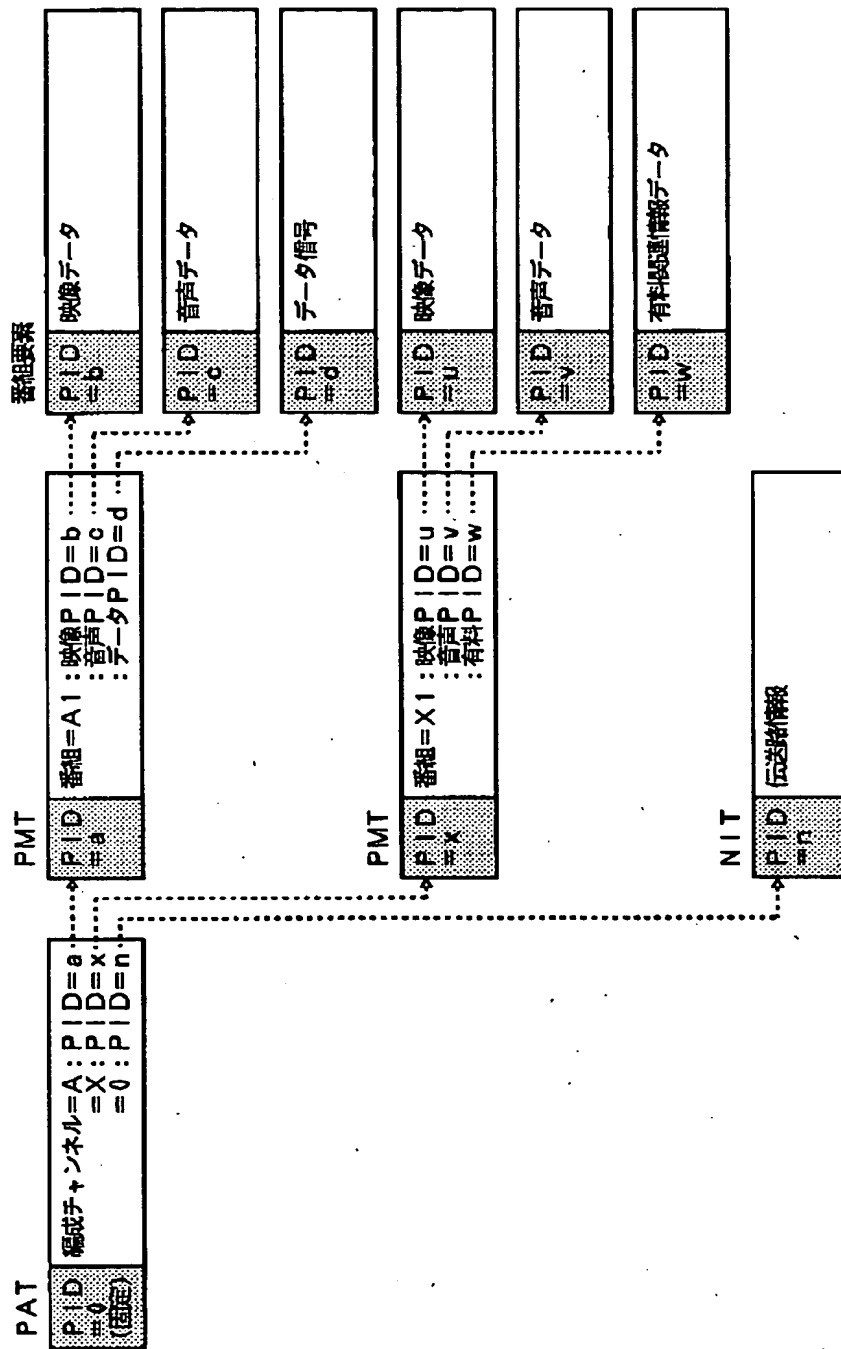 PAT
PID
=0
(固定)
編成チャンネル=A:PID=a
=X:PID=x
=0:PID=n
PMT
PID
=a
番組=A1:映像PID=b
:音声PID=c
:データPID=d
PMT
PID
=x
番組=X1:映像PID=u
:音声PID=v
:有料PID=w
NIT
PID
=n
伝送路情報
番組要素
PID
=b
映像データ
PID
=c
音声データ
PID
=d
データ信号
PID
=u
映像データ
PID
=v
音声データ
PID
=w
有料関連情報データ